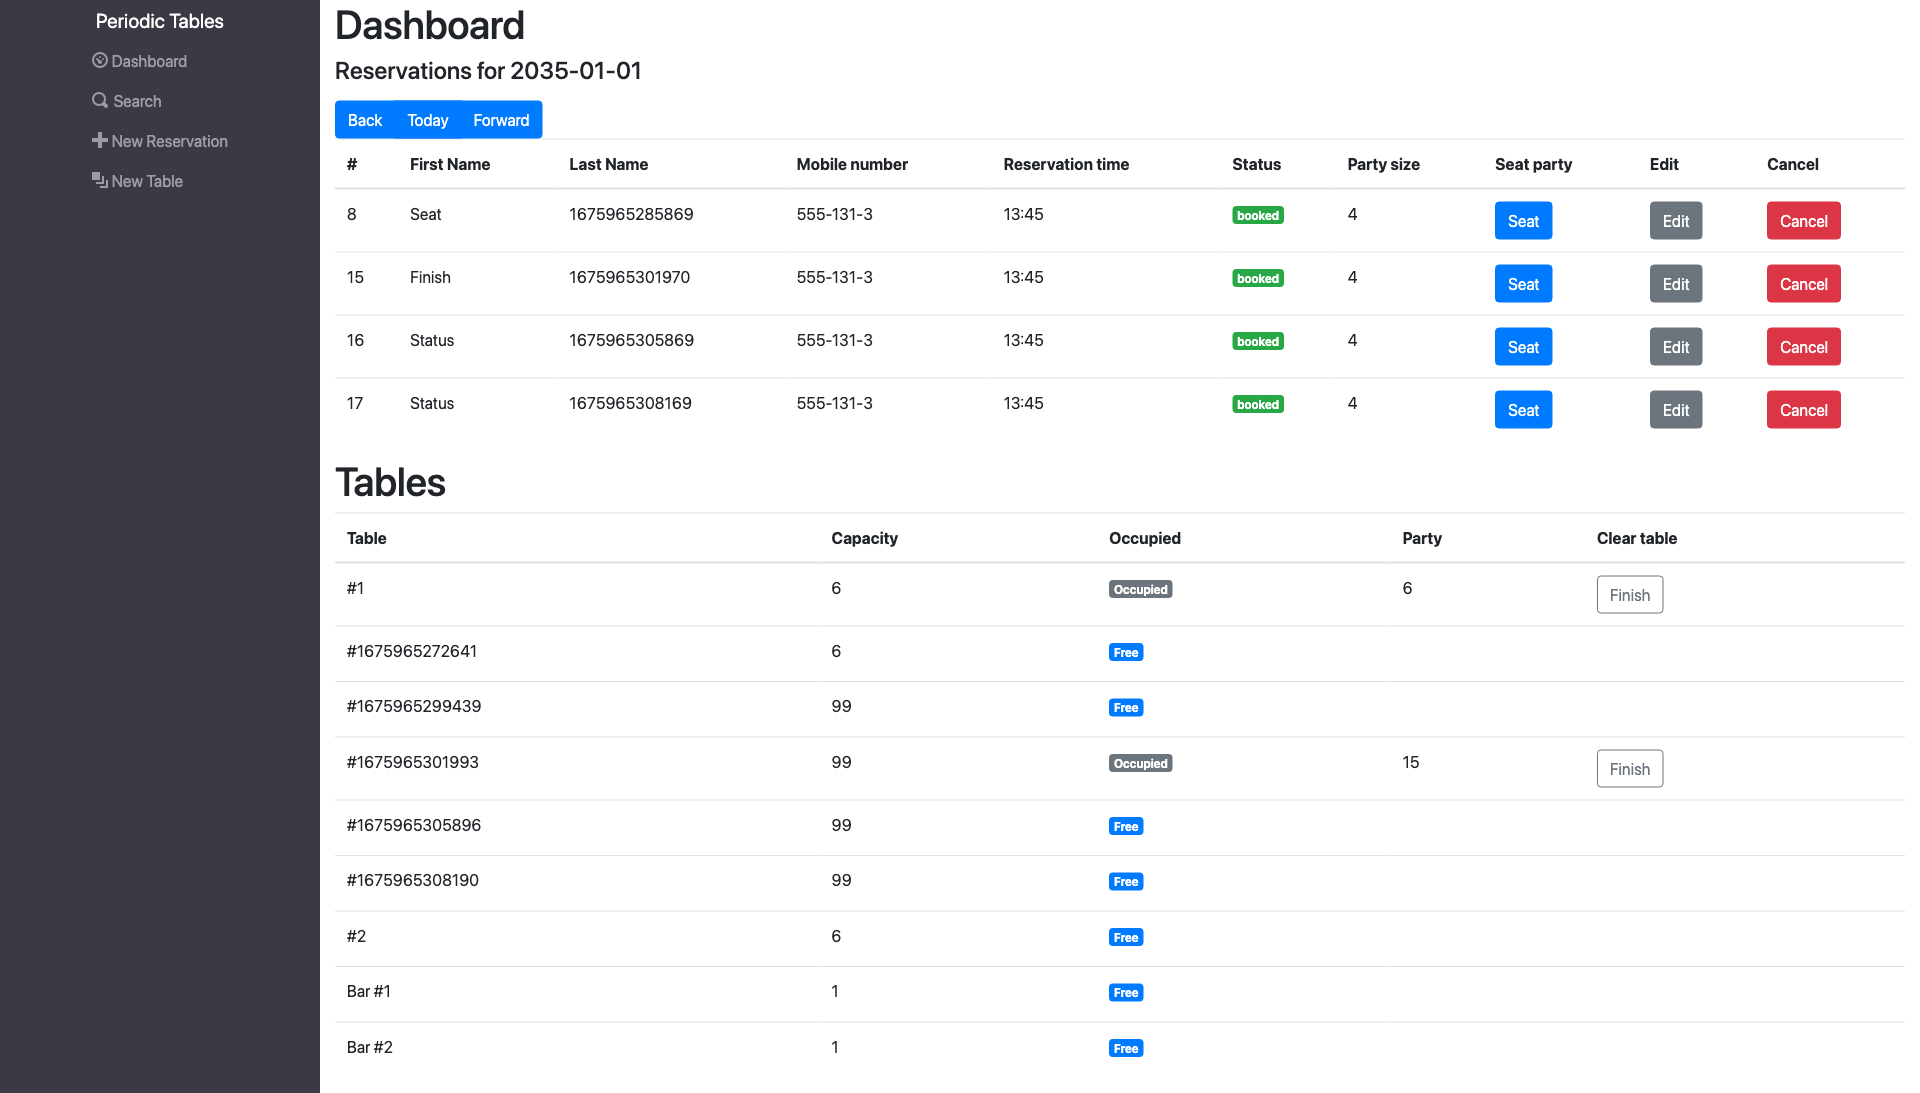 Periodic Tables
Dashboard
Search
New Reservation
New Table
Dashboard
Reservations for 2035-01-01
Back Today Forward
# First Name Last Name Mobile number Reservation time Status Party size Seat party Edit Cancel
8 Seat 1675965285869 555-131-3 13:45 booked 4 Seat Edit Cancel
15 Finish 1675965301970 555-131-3 13:45 booked 4 Seat Edit Cancel
16 Status 1675965305869 555-131-3 13:45 booked 4 Seat Edit Cancel
17 Status 1675965308169 555-131-3 13:45 booked 4 Seat Edit Cancel
Tables
Table Capacity Occupied Party Clear table
#1 6 Occupied 6 Finish
#1675965272641 6 Free
#1675965299439 99 Free
#1675965301993 99 Occupied 15 Finish
#1675965305896 99 Free
#1675965308190 99 Free
#2 6 Free
Bar #1 1 Free
Bar #2 1 Free